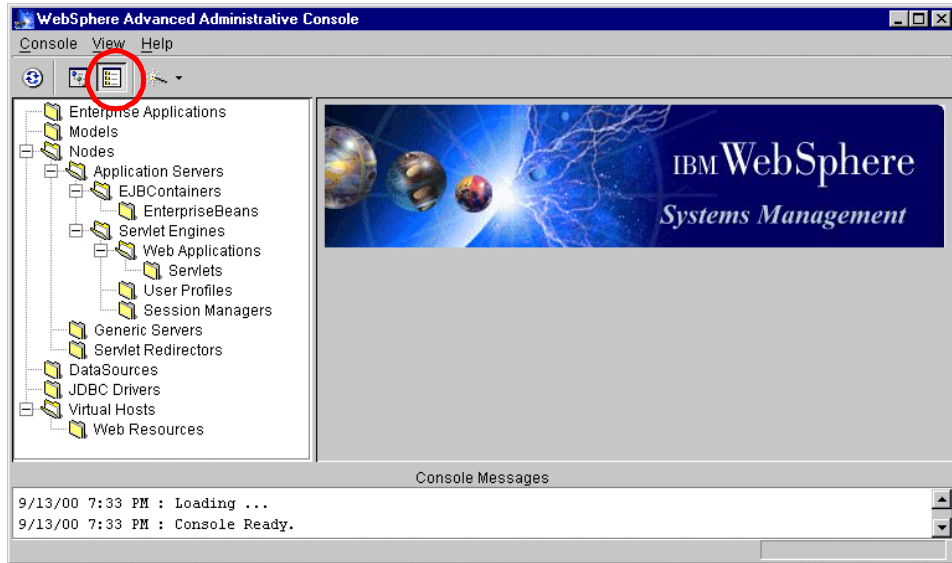 WebSphere Advanced Administrative Console
Console View Help
Enterprise Applications
Models
Nodes
Application Servers
EJBContainers
EnterpriseBeans
Servlet Engines
Web Applications
Servlets
User Profiles
Session Managers
Generic Servers
Servlet Redirectors
DataSources
JDBC Drivers
Virtual Hosts
Web Resources
IBM WebSphere
Systems Management
Console Messages
9/13/00 7:33 PM : Loading ...
9/13/00 7:33 PM : Console Ready.